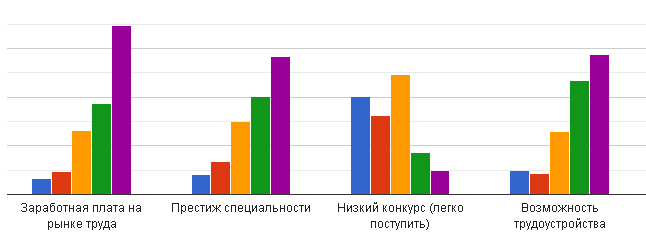 Заработная плата на
рынке труда
Престиж специальности
Низкий конкурс (легко
поступить)
Возможность
трудоустройства